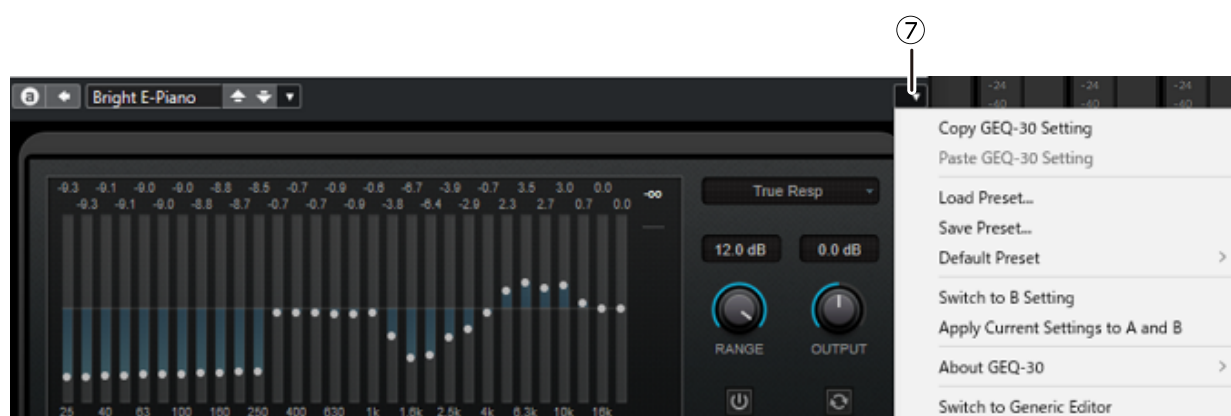 ⑦
a Bright E-Piano
-24 -24 -24
-40 -40 -40
-9.3 -9.1 -9.0 -9.0 -8.8 -8.5 -0.7 -0.9 -0.8 -8.7 -3.9 -0.7 3.5 3.0 0.0
-9.3 -9.1 -9.0 -8.8 -8.7 -0.7 -0.7 -0.9 -3.8 -6.4 -2.9 2.3 2.7 0.7 0.0
-∞
True Resp
12.0 dB 0.0 dB
RANGE OUTPUT
25 40 63 100 160 250 400 630 1k 1.6k 2.5k 4k 6.3k 10k 16k
Copy GEQ-30 Setting
Paste GEQ-30 Setting
Load Preset...
Save Preset...
Default Preset
Switch to B Setting
Apply Current Settings to A and B
About GEQ-30
Switch to Generic Editor